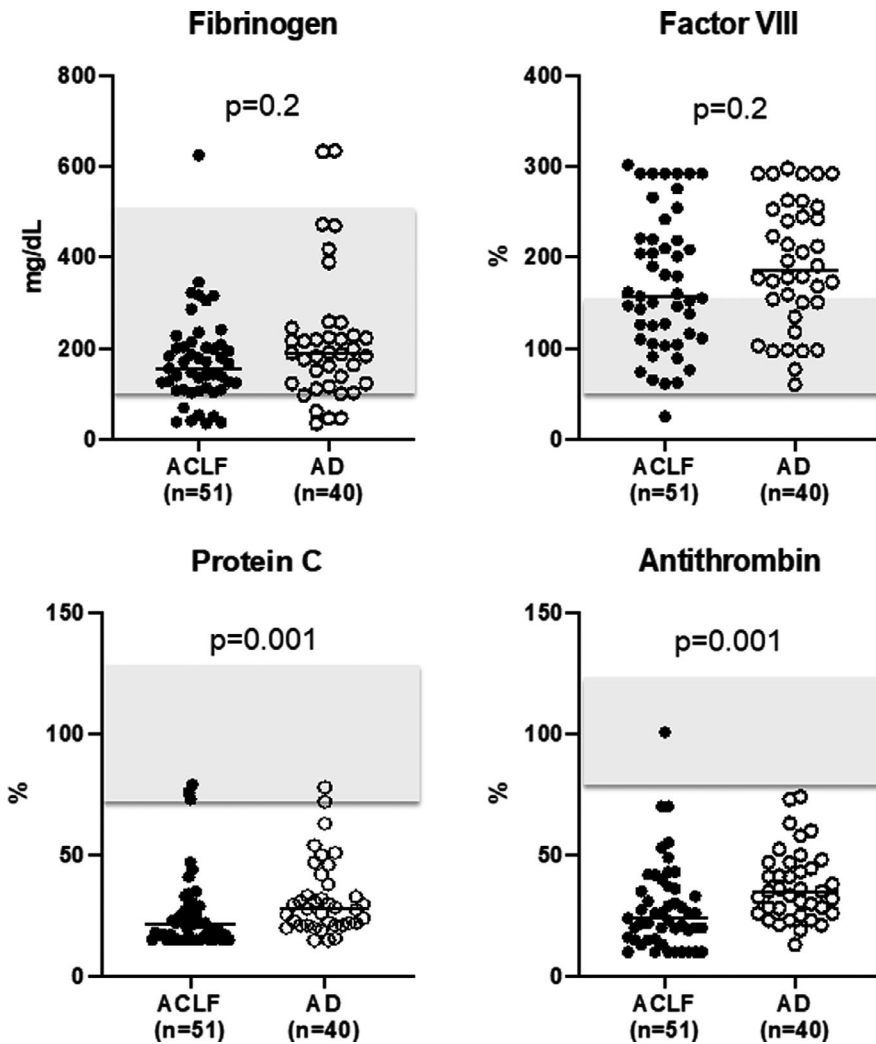 Fibrinogen
800
600
400
200
0
mg/dL
p=0.2
ACLF
(n=51)
AD
(n=40)
Factor VIII
400
300
200
100
0
%
p=0.2
ACLF
(n=51)
AD
(n=40)
Protein C
150
100
50
0
%
p=0.001
ACLF
(n=51)
AD
(n=40)
Antithrombin
150
100
50
0
%
p=0.001
ACLF
(n=51)
AD
(n=40)